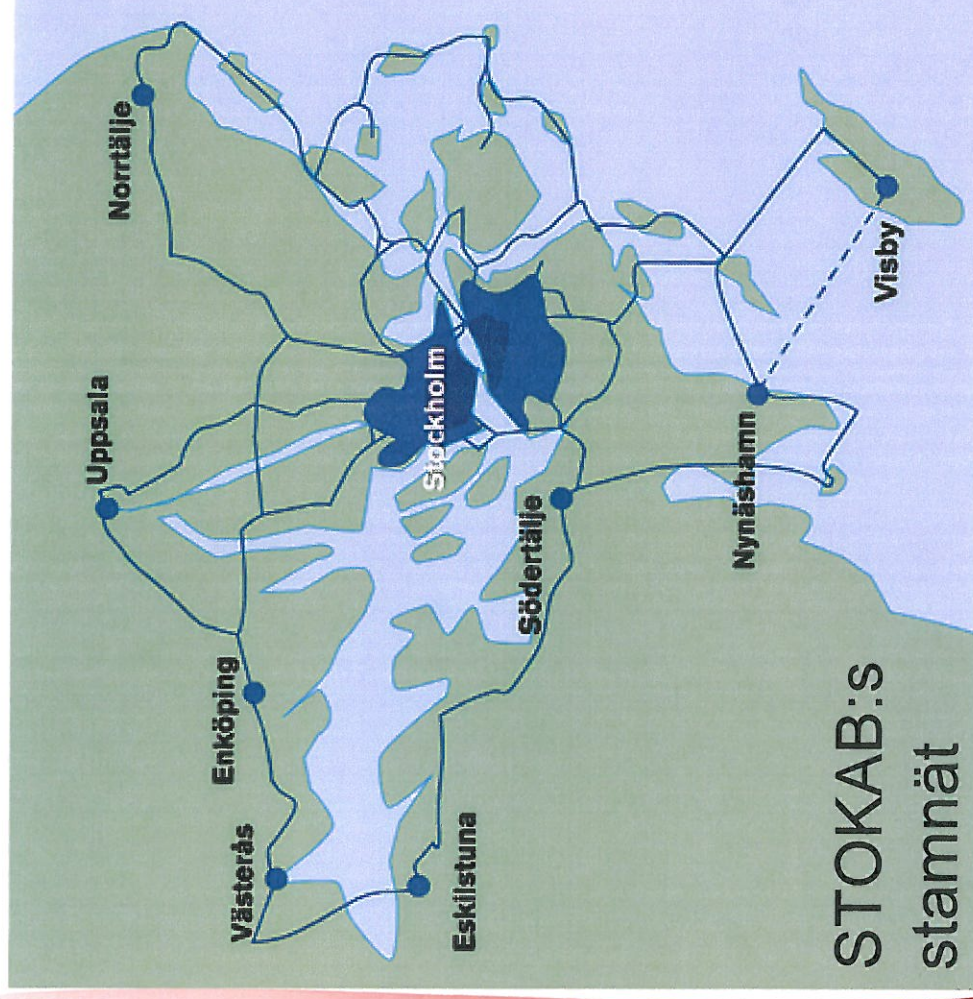 Norrtälje
Uppsala
Enköping
Västerås
Stockholm
Eskilstuna
Södertälje
Nynäshamn
Visby
STOKAB:s
stamnät